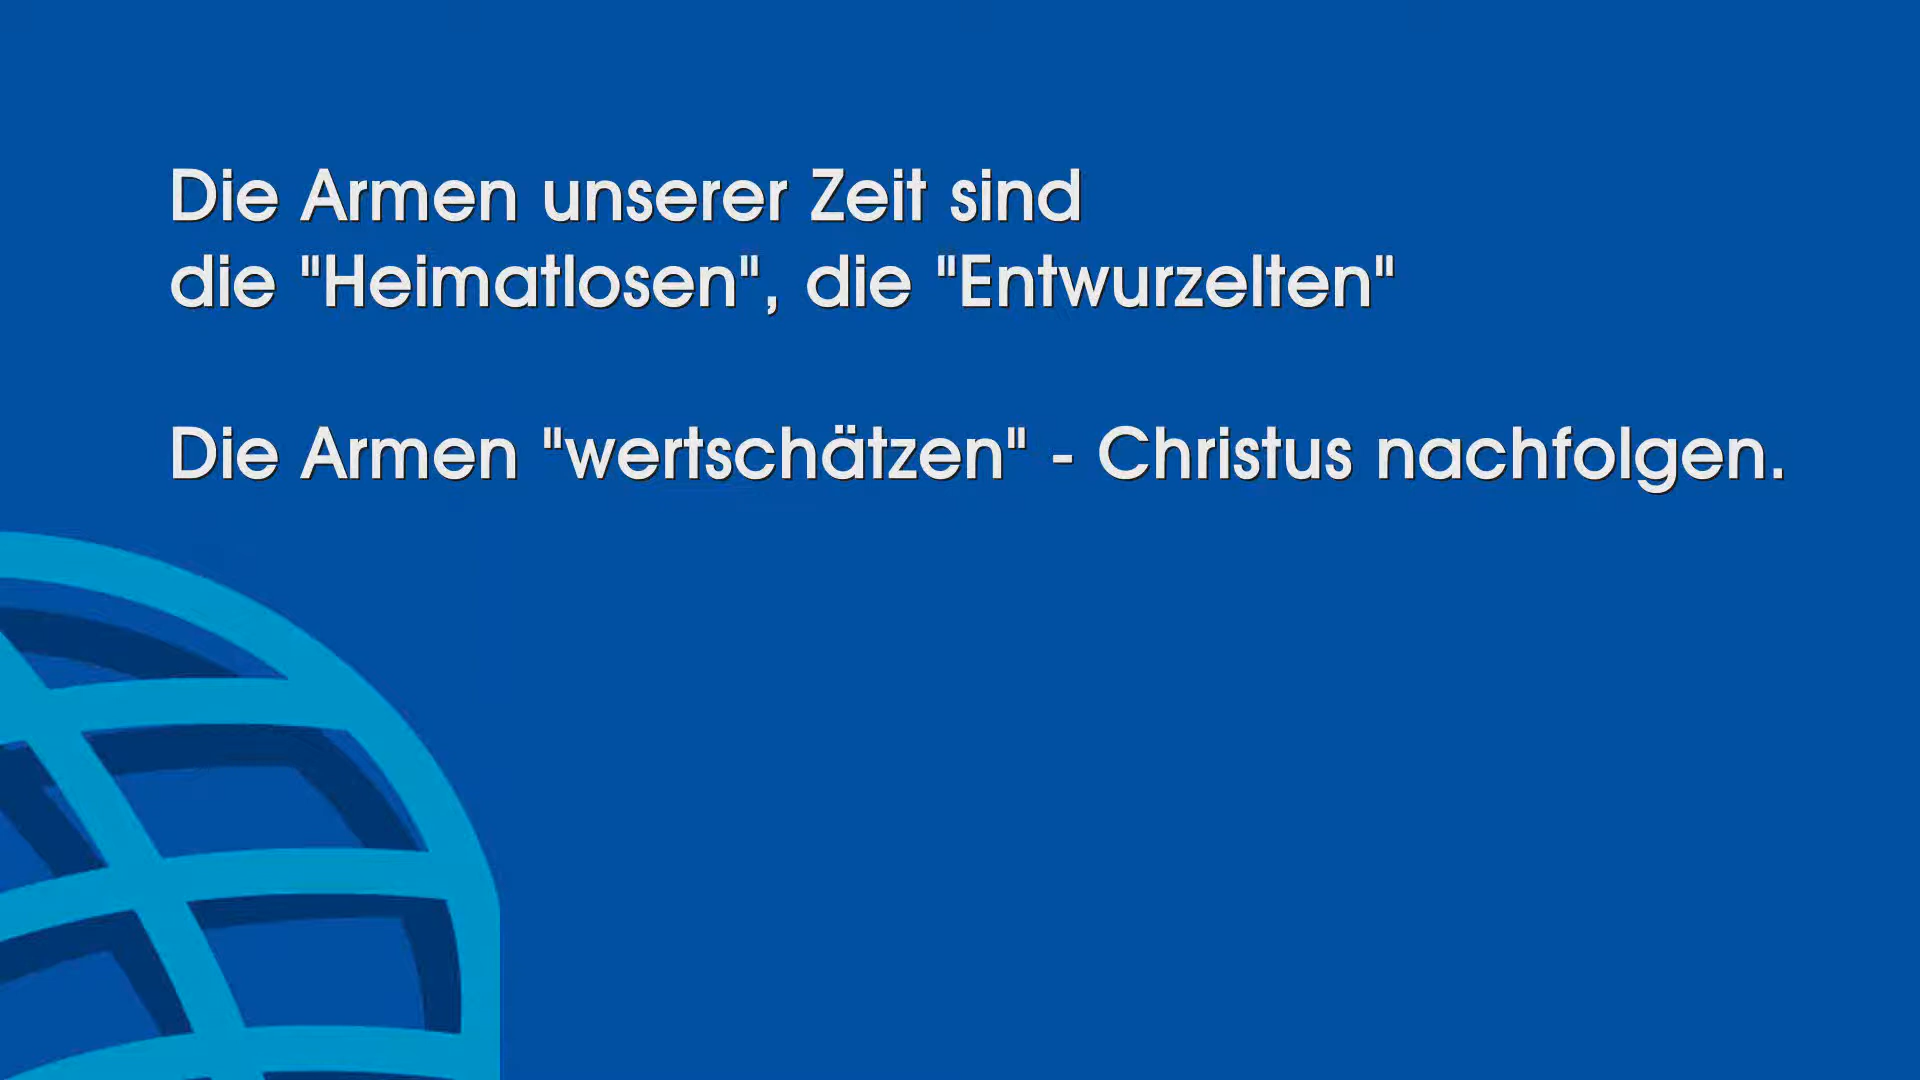 Die Armen unserer Zeit sind
die "Heimatlosen", die "Entwurzelten"
Die Armen "wertschätzen" - Christus nachfolgen.